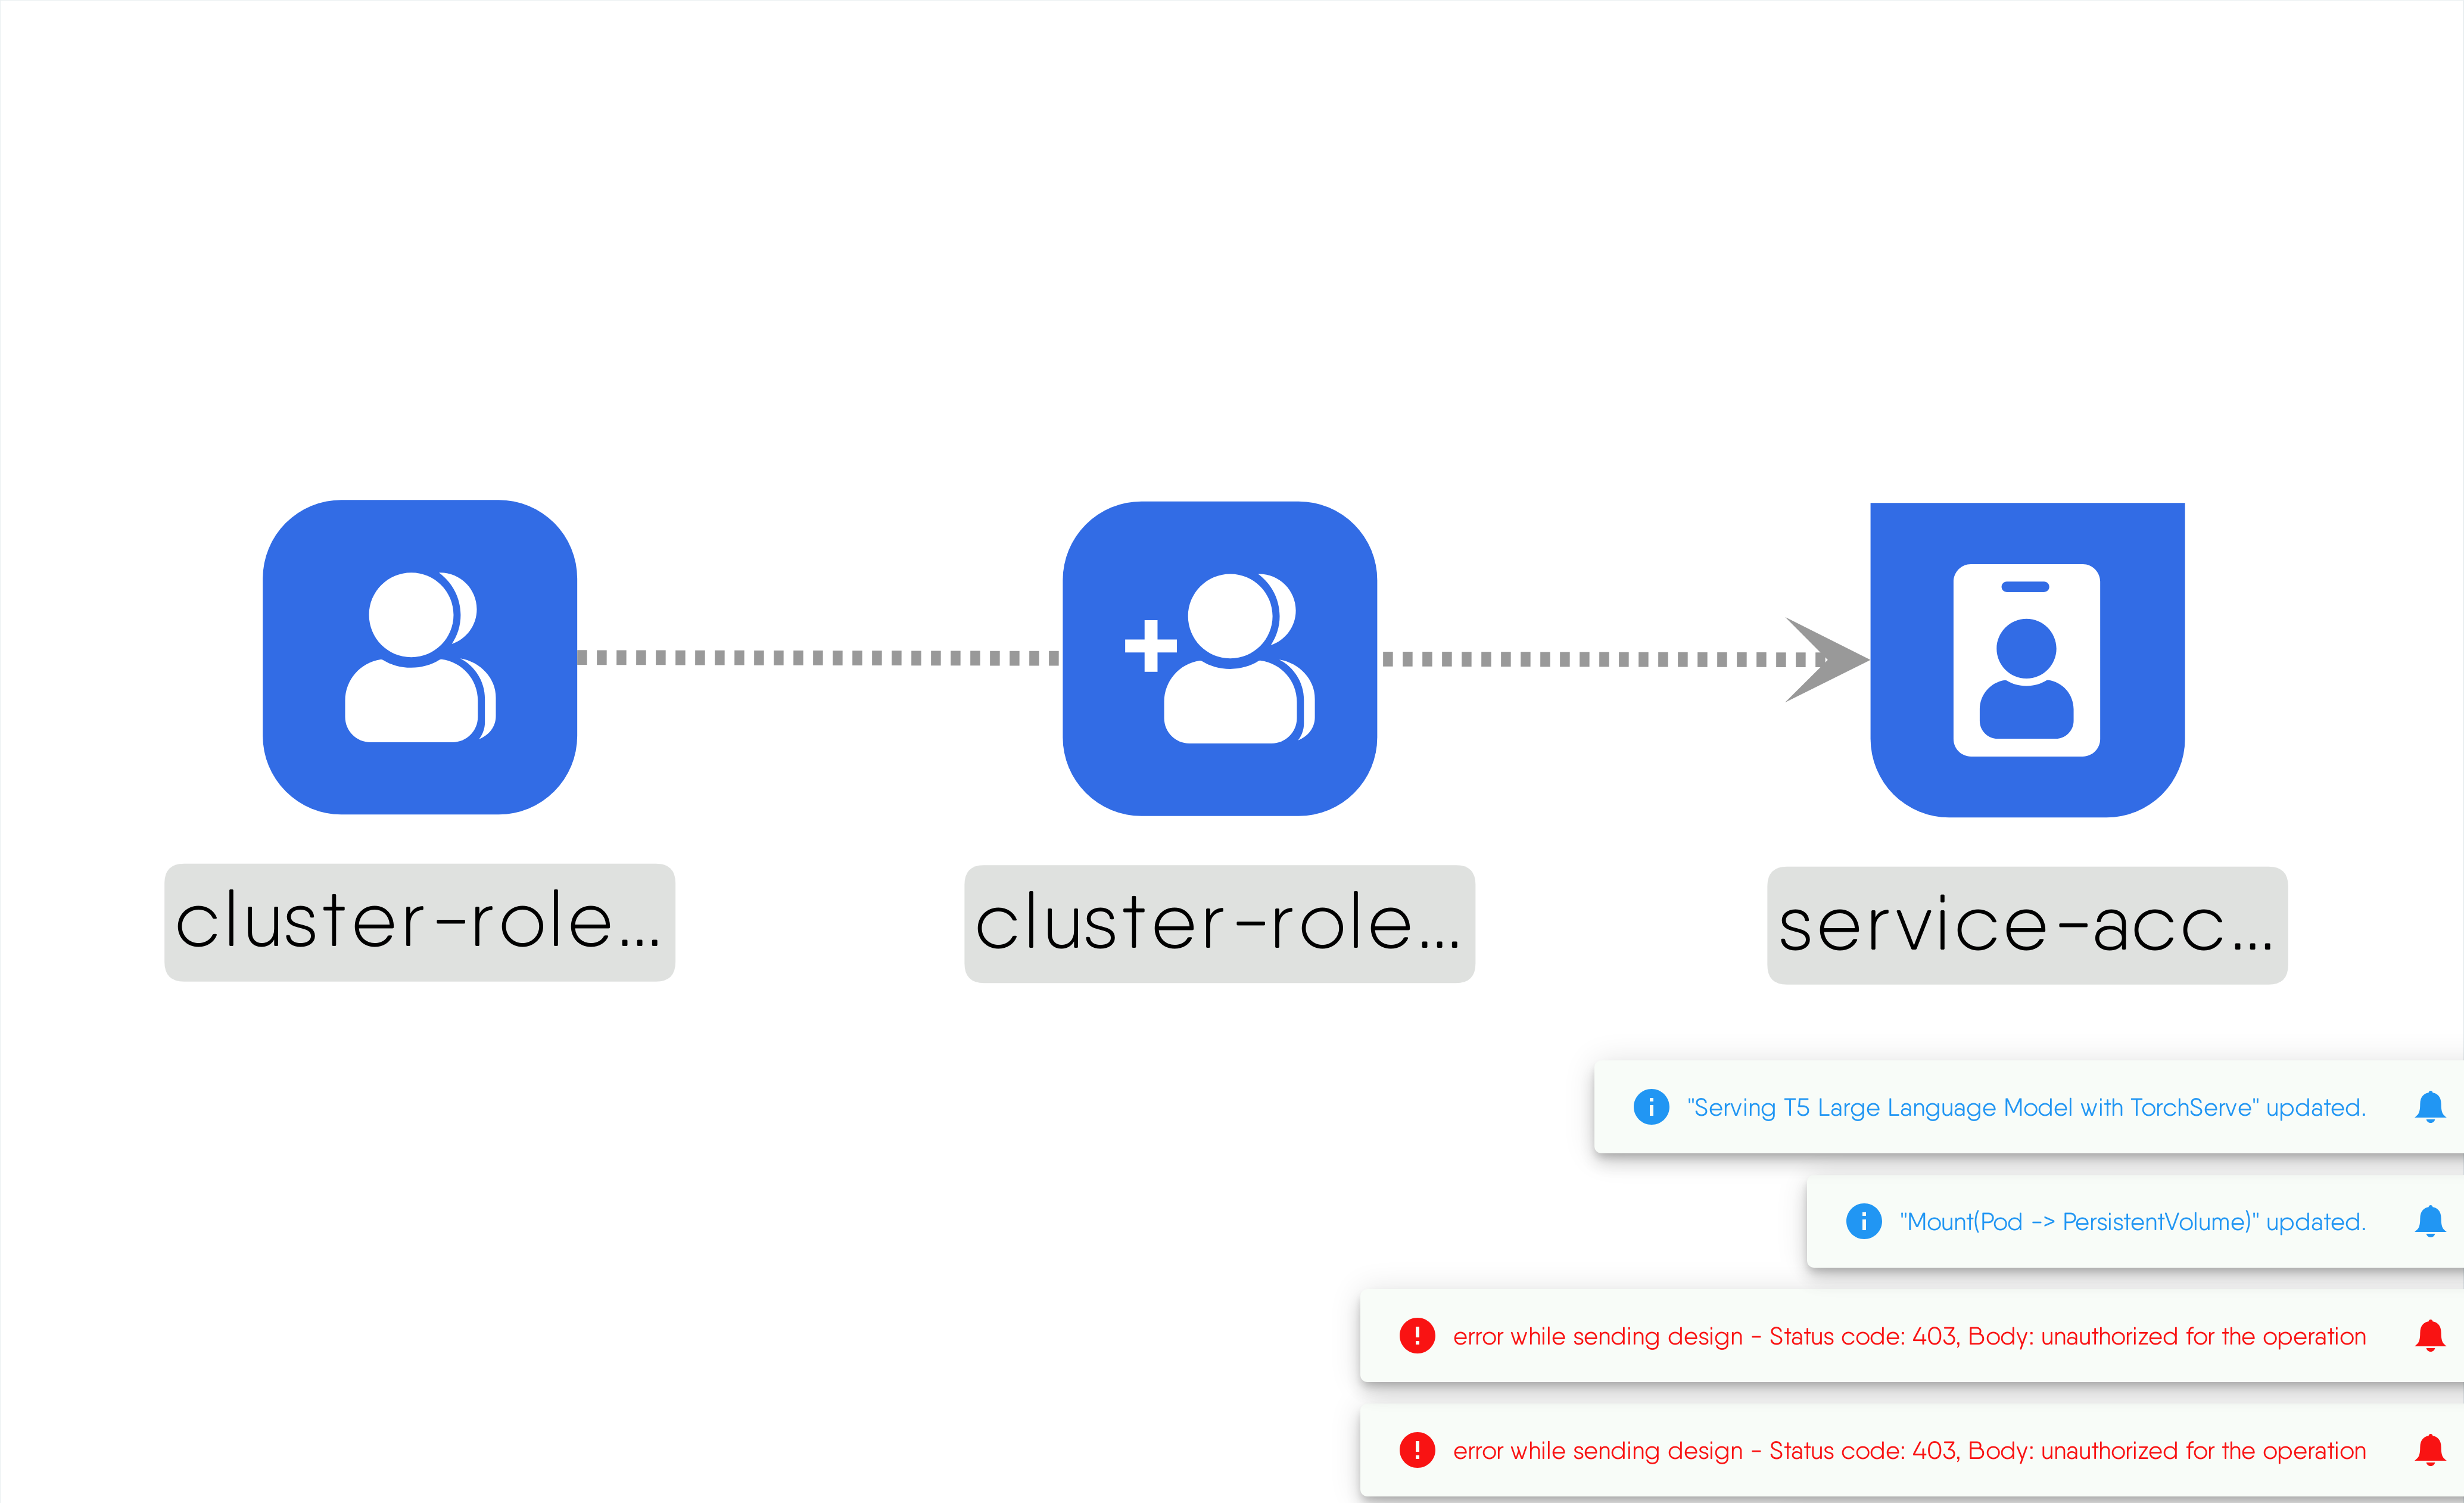 cluster-role...
cluster-role...
service-acc...
"Serving T5 Large Language Model with TorchServe" updated.
"Mount(Pod -> PersistentVolume)" updated.
error while sending design - Status code: 403, Body: unauthorized for the operation
error while sending design - Status code: 403, Body: unauthorized for the operation